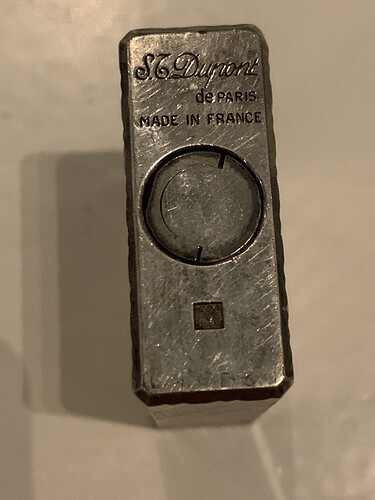 S.T. Dupont
de PARIS
MADE IN FRANCE